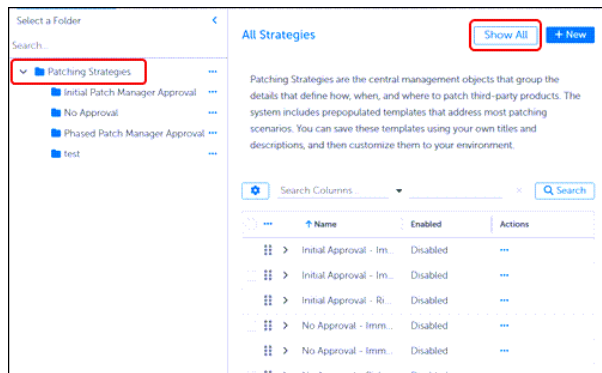 Select a Folder
Search...
Patching Strategies
Initial Patch Manager Approval
No Approval
Phased Patch Manager Approval
test
All Strategies
Show All
+ New
Patching Strategies are the central management objects that group the
details that define how, when, and where to patch third-party products. The
system includes prepopulated templates that address most patching
scenarios. You can save these templates using your own titles and
descriptions, and then customize them to your environment.
Search Columns...
Search
Name Enabled Actions
Initial Approval - Im... Disabled
Initial Approval - Im... Disabled
Initial Approval - Ri... Disabled
No Approval - Imm... Disabled
No Approval - Imm... Disabled